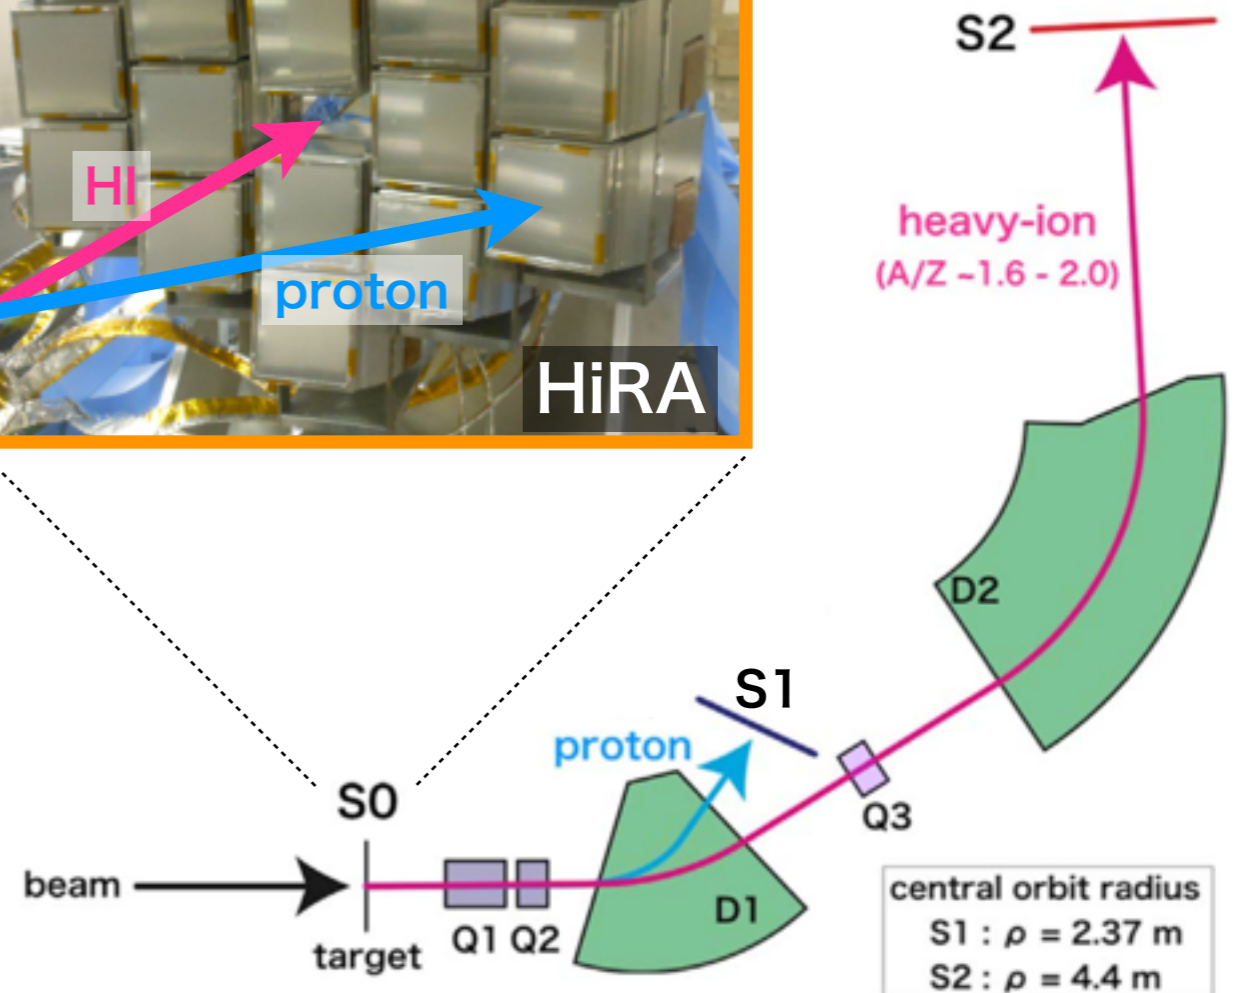 HI
proton
HiRA
S2
heavy-ion
(A/Z ~1.6 - 2.0)
D2
S1
proton
Q3
S0
beam
target
Q1 Q2
D1
central orbit radius
S1 : ρ = 2.37 m
S2 : ρ = 4.4 m